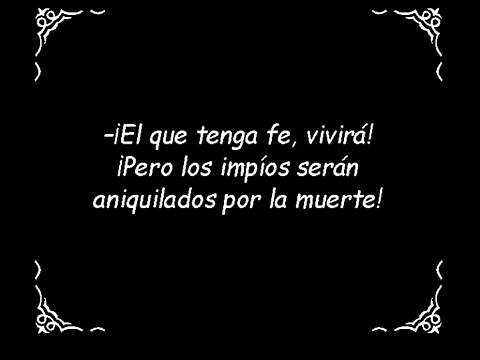 -¡El que tenga fe, vivirá!
¡Pero los impíos serán
aniquilados por la muerte!